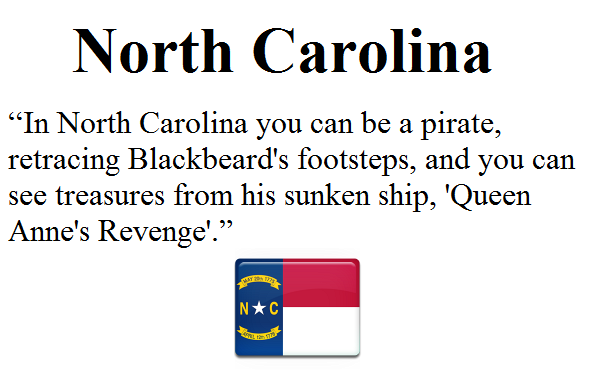 North Carolina
“In North Carolina you can be a pirate,
retracing Blackbeard's footsteps, and you can
see treasures from his sunken ship, 'Queen
Anne's Revenge'.”
MAY 20th 1775
N ★ C
APRIL 12th 1776